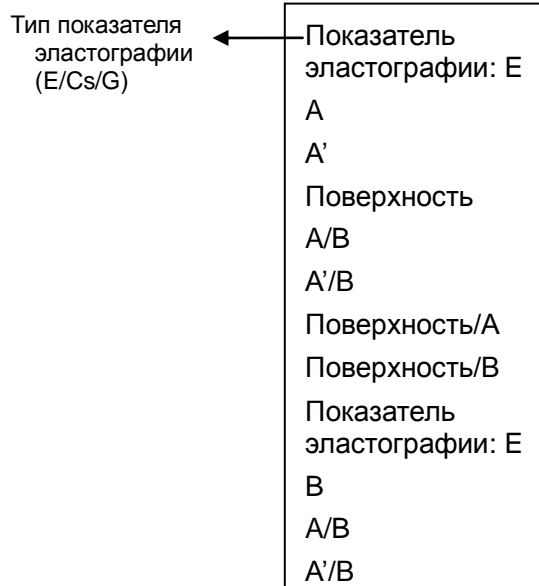 Тип показателя
эластографии
(E/Cs/G)
Показатель
эластографии: E
A
A’
Поверхность
A/B
A’/B
Поверхность/A
Поверхность/B
Показатель
эластографии: E
B
A/B
A’/B